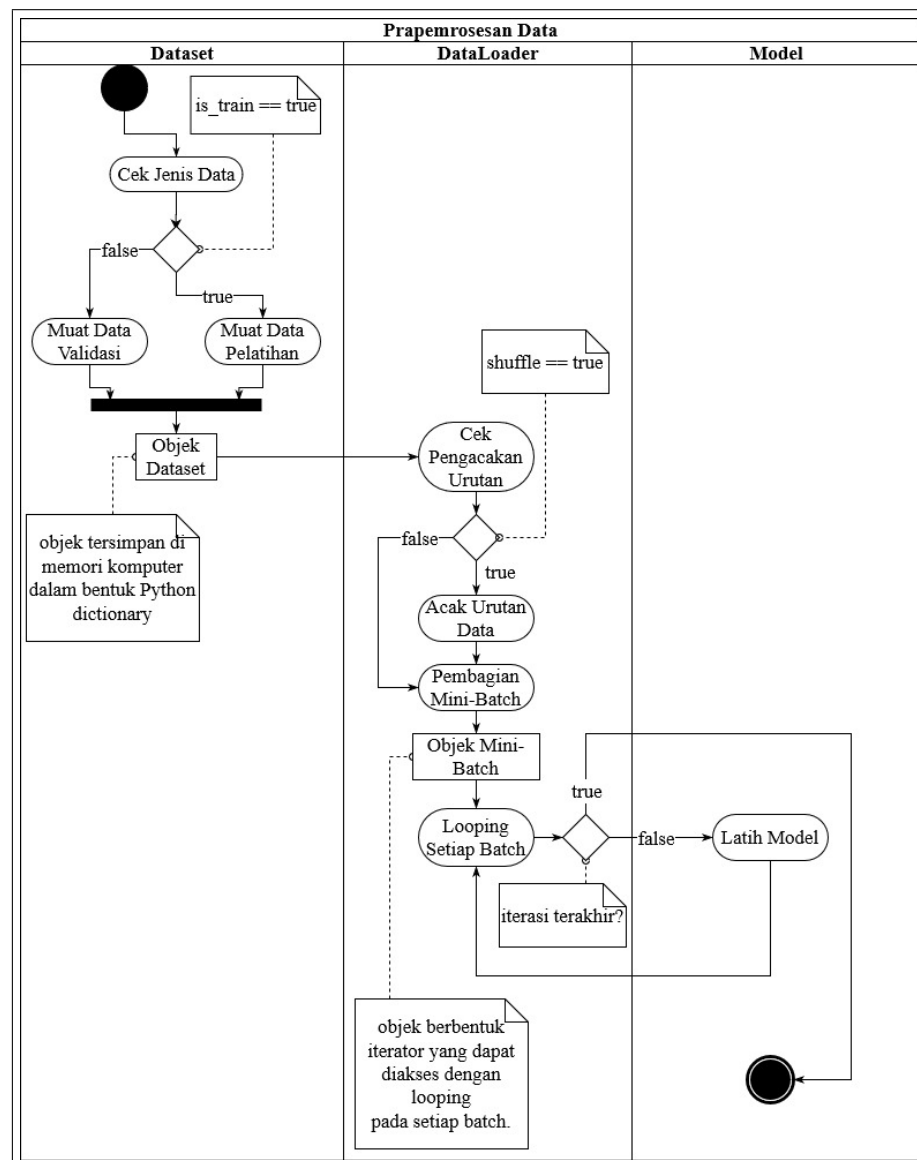 Prapemrosesan Data
Dataset
DataLoader
Model
is_train == true
Cek Jenis Data
false
true
Muat Data
Validasi
Muat Data
Pelatihan
Objek
Dataset
objek tersimpan di
memori komputer
dalam bentuk Python
dictionary
shuffle == true
Cek
Pengacakan
Urutan
false
true
Acak Urutan
Data
Pembagian
Mini-Batch
Objek Mini-
Batch
true
Looping
Setiap Batch
false
Latih Model
iterasi terakhir?
objek berbentuk
iterator yang dapat
diakses dengan
looping
pada setiap batch.